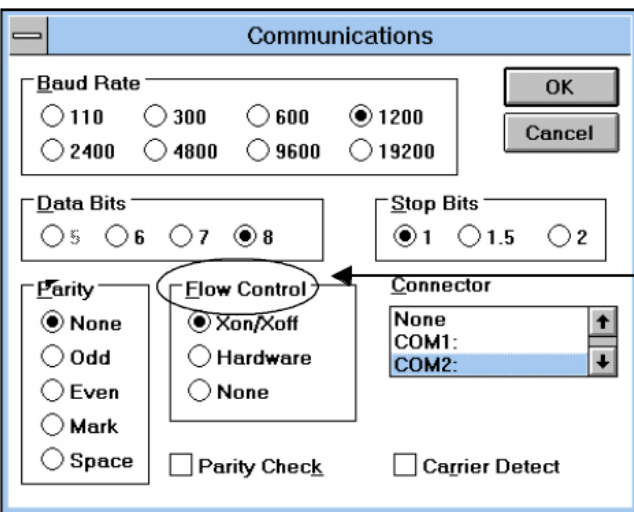 Communications
Baud Rate
110 300 600 1200
2400 4800 9600 19200
OK
Cancel
Data Bits
5 6 7 8
Stop Bits
1 1.5 2
Parity
None
Odd
Even
Mark
Space
Flow Control
Xon/Xoff
Hardware
None
Connector
None
COM1:
COM2:
Parity Check
Carrier Detect